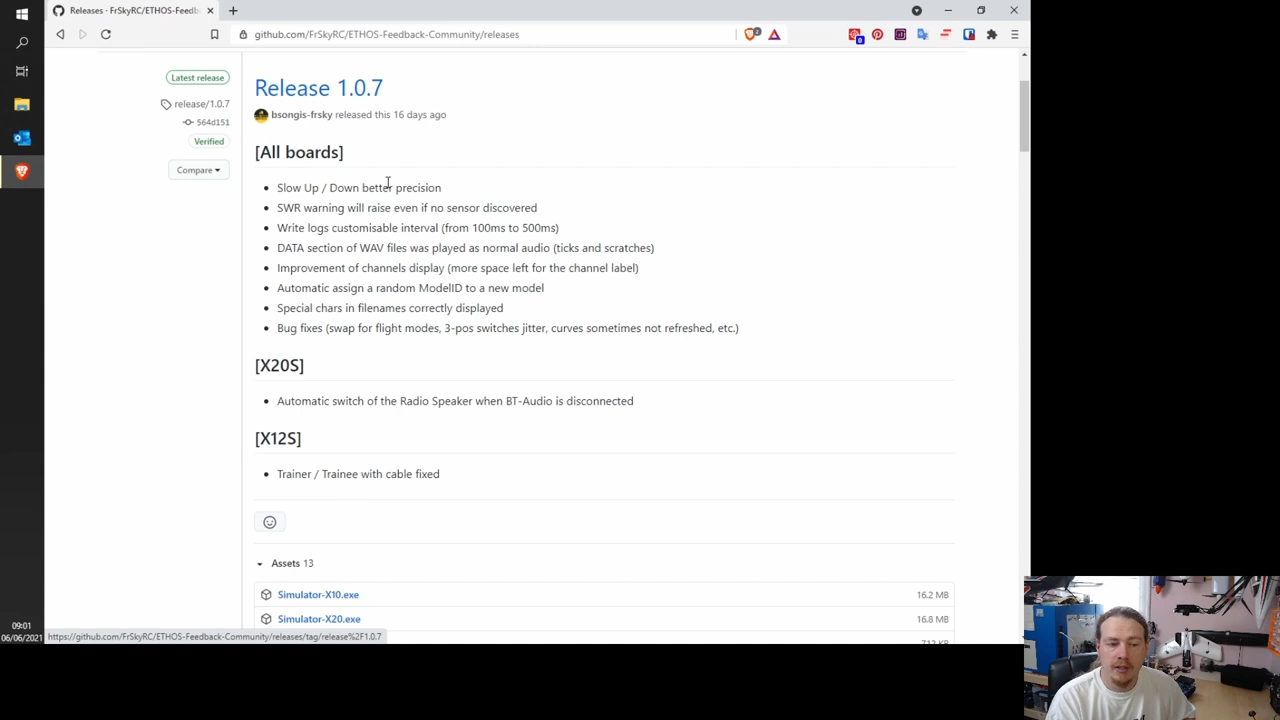 Releases · FrSkyRC/ETHOS-Feedb
github.com/FrSkyRC/ETHOS-Feedback-Community/releases
2
0
Latest release
release/1.0.7
564d151
Verified
Compare
Release 1.0.7
bsongis-frsky released this 16 days ago
[All boards]
Slow Up / Down better precision
SWR warning will raise even if no sensor discovered
Write logs customisable interval (from 100ms to 500ms)
DATA section of WAV files was played as normal audio (ticks and scratches)
Improvement of channels display (more space left for the channel label)
Automatic assign a random ModelID to a new model
Special chars in filenames correctly displayed
Bug fixes (swap for flight modes, 3-pos switches jitter, curves sometimes not refreshed, etc.)
[X20S]
Automatic switch of the Radio Speaker when BT-Audio is disconnected
[X12S]
Trainer / Trainee with cable fixed
Assets 13
Simulator-X10.exe 16.2 MB
Simulator-X20.exe 16.8 MB
712 KB
09:01
06/06/2021
https://github.com/FrSkyRC/ETHOS-Feedback-Community/releases/tag/release%2F1.0.7